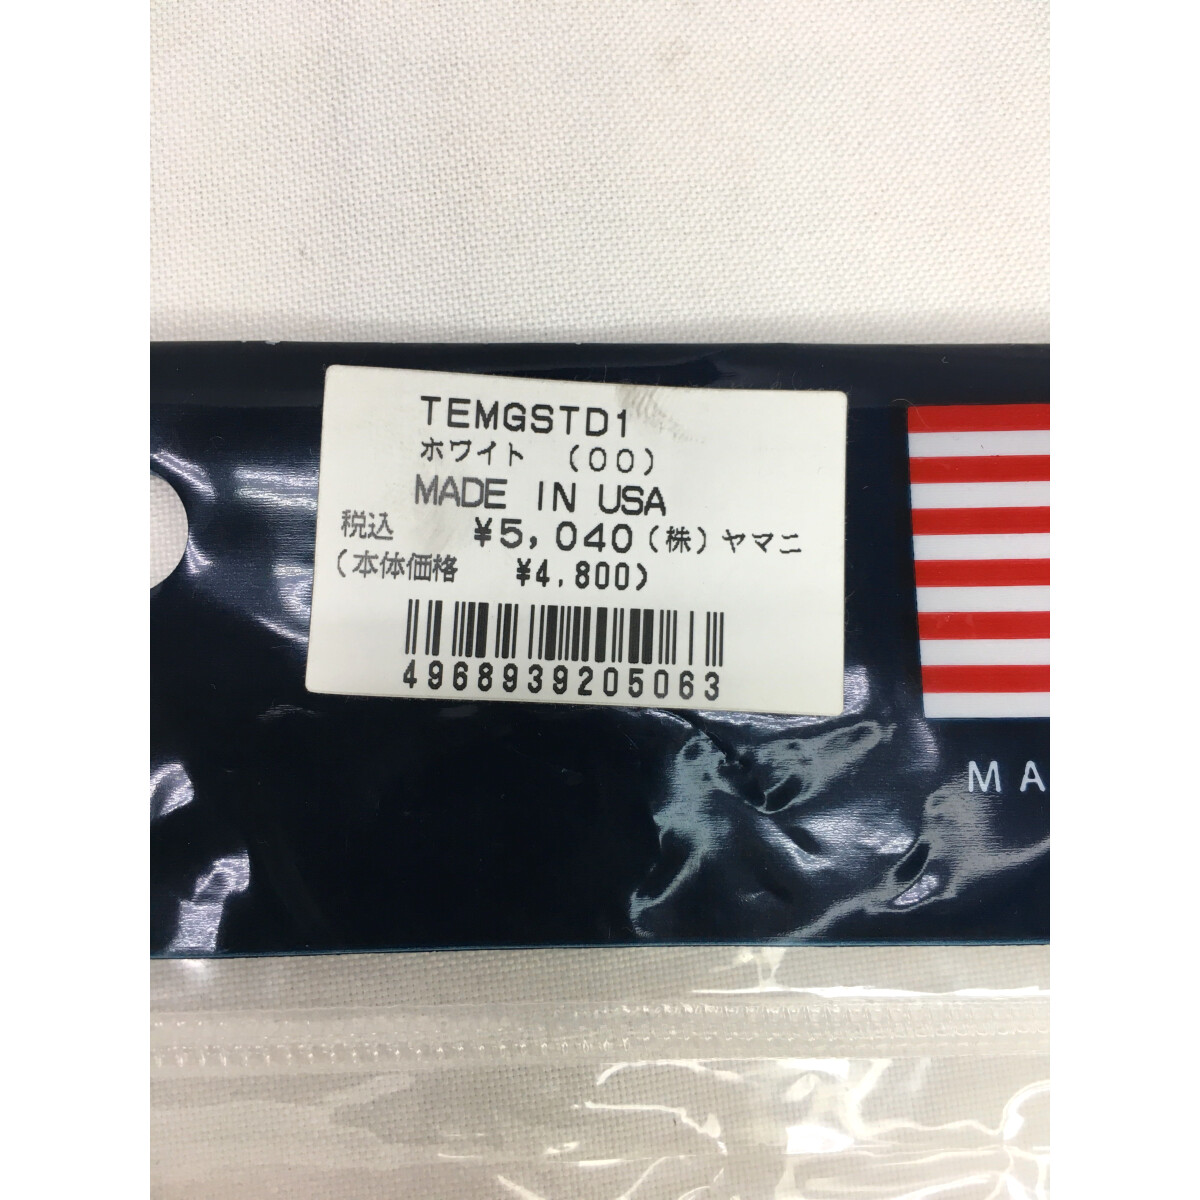 TEMGSTD1
ホワイト (00)
MADE IN USA
税込 ¥5,040(株)ヤマニ
(本体価格 ¥4,800)
4968939205063
MA